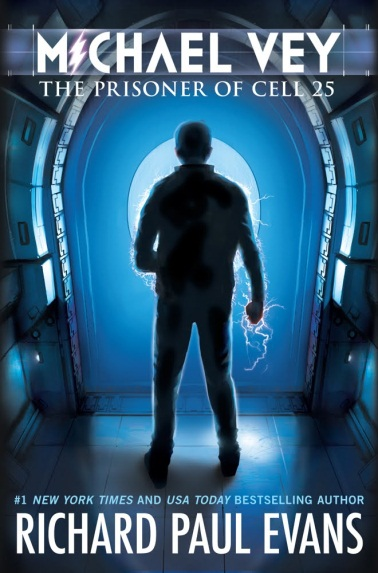 MICHAEL VEY
THE PRISONER OF CELL 25
#1 NEW YORK TIMES AND USA TODAY BESTSELLING AUTHOR
RICHARD PAUL EVANS